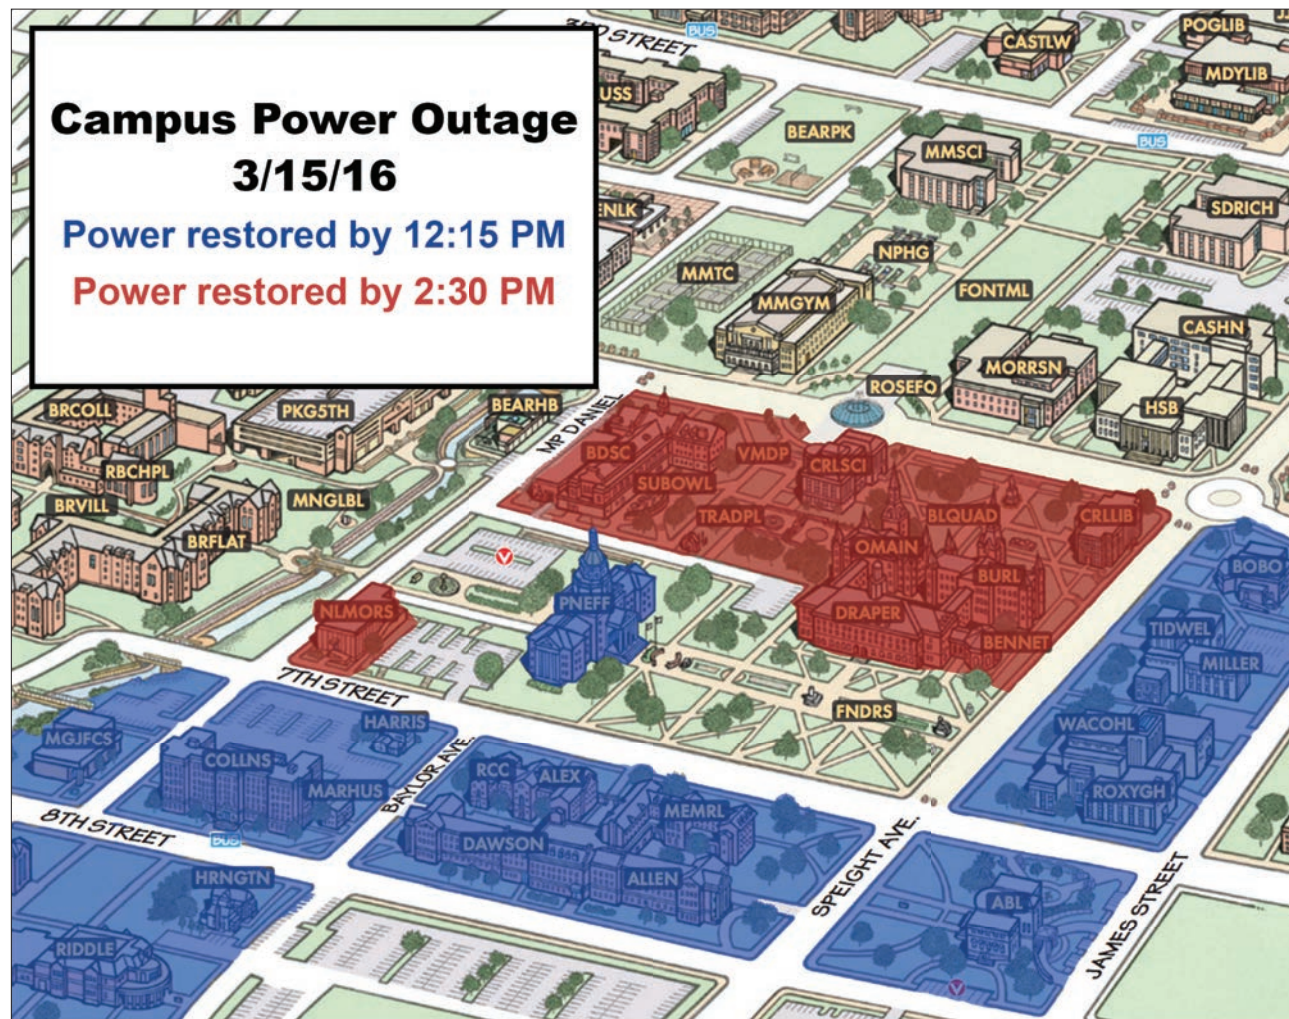 Campus Power Outage
3/15/16
Power restored by 12:15 PM
Power restored by 2:30 PM
3RD STREET
BUS
CASTLW
POGLIB
MDYLIB
USS
BEARPK
MMSCI
BUS
SDRICH
ENLK
NPHG
MMTC
MMGYM
FONTML
CASHN
MORRSN
ROSEFO
HSB
BRCOLL
PKG5TH
BEARHB
MP DANIEL
RBCHPL
BRVILL
MNGLBL
BRFLAT
BDSC
VMDP
CRLSCI
SUBOWL
TRADPL
BLQUAD
CRLLIB
OMAIN
BURL
DRAPER
BENNET
V
NLMORS
PNEFF
BOBO
TIDWEL
MILLER
7TH STREET
FNDRS
WACOHL
ROXYGH
MGJFCS
HARRIS
COLLNS
MARHUS
BAYLOR AVE.
RCC
ALEX
MEMRL
DAWSON
ALLEN
8TH STREET
BUS
HRNGTN
RIDDLE
SPEIGHT AVE.
ABL
V
JAMES STREET